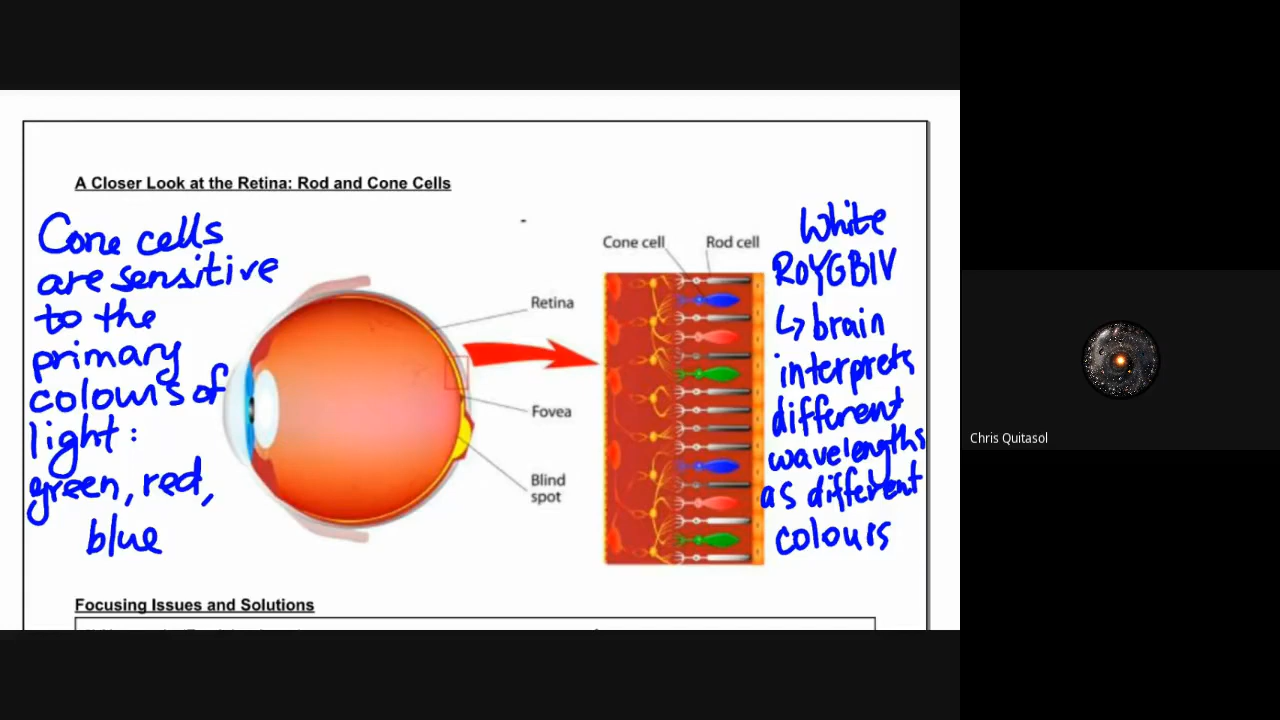 A Closer Look at the Retina: Rod and Cone Cells
Cone cells
are sensitive
to the
primary
colours of
light:
green, red,
blue
Retina
Fovea
Blind
spot
Cone cell
Rod cell
White
ROYGBIV
↳ brain
interprets
different
wavelengths
as different
colours
Focusing Issues and Solutions
Chris Quitasol